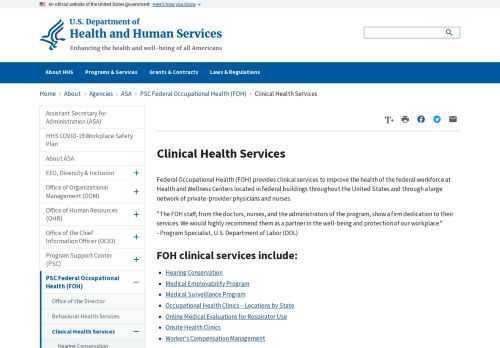 An official website of the United States government Here's how you know
U.S. Department of
Health and Human Services
Enhancing the health and well-being of all Americans
About HHS Programs & Services Grants & Contracts Laws & Regulations
Home › About › Agencies › ASA › PSC Federal Occupational Health (FOH) › Clinical Health Services
Assistant Secretary for
Administration (ASA)
HHS COVID-19 Workplace Safety
Plan
About ASA
EEO, Diversity & Inclusion +
Office of Organizational
Management (OOM) +
Office of Human Resources
(OHR) +
Office of the Chief
Information Officer (OCIO) +
Program Support Center
(PSC) +
PSC Federal Occupational
Health (FOH) −
Office of the Director
Behavioral Health Services
Clinical Health Services −
Hearing Conservation
T+
Clinical Health Services
Federal Occupational Health (FOH) provides clinical services to improve the health of the federal workforce at
Health and Wellness Centers located in federal buildings throughout the United States and through a large
network of private-provider physicians and nurses.
"The FOH staff, from the doctors, nurses, and the administrators of the program, show a firm dedication to their
services. We would highly recommend them as a partner in the well-being and protection of our workplace."
- Program Specialist, U.S. Department of Labor (DOL)
FOH clinical services include:
• Hearing Conservation
• Medical Employability Program
• Medical Surveillance Program
• Occupational Health Clinics – Locations by State
• Online Medical Evaluations for Respirator Use
• Onsite Health Clinics
• Worker's Compensation Management